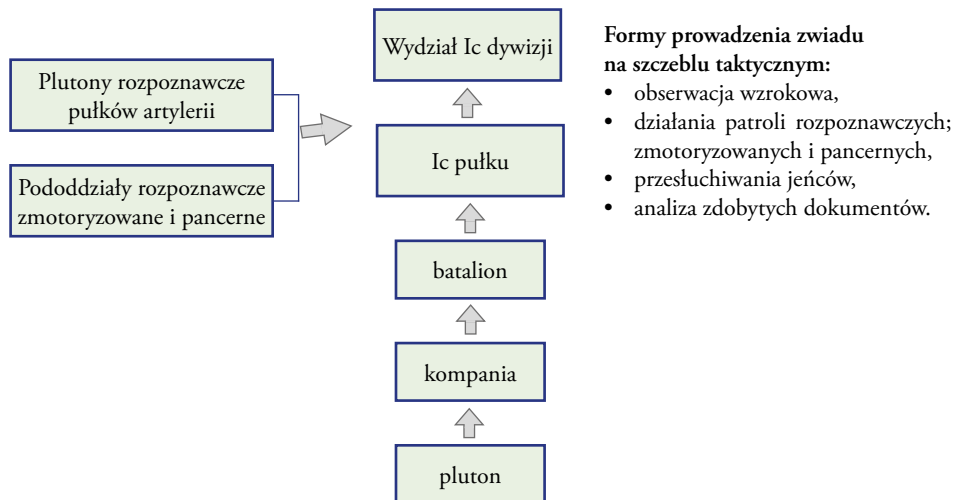 Wydział Ic dywizji
Plutony rozpoznawcze
pułków artylerii
Ic pułku
Pododdziały rozpoznawcze
zmotoryzowane i pancerne
batalion
kompania
pluton
Formy prowadzenia zwiadu
na szczeblu taktycznym:
• obserwacja wzrokowa,
• działania patroli rozpoznawczych;
zmotoryzowanych i pancernych,
• przesłuchiwania jeńców,
• analiza zdobytych dokumentów.